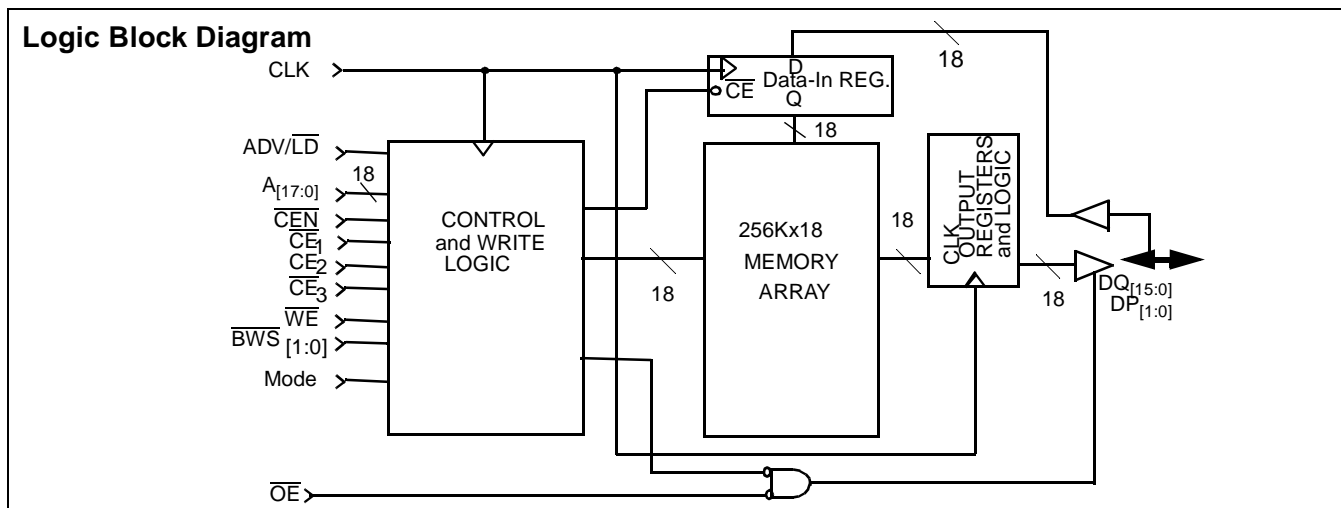 Logic Block Diagram
CLK
18
D
CE Data-In REG.
Q
18
ADV/LD
18
A[17:0]
CEN
CE1
CE2
CE3
WE
BWS [1:0]
Mode
CONTROL
and WRITE
LOGIC
18
256Kx18
MEMORY
ARRAY
18
CLK
OUTPUT
REGISTERS
and LOGIC
18
DQ[15:0]
DP[1:0]
OE